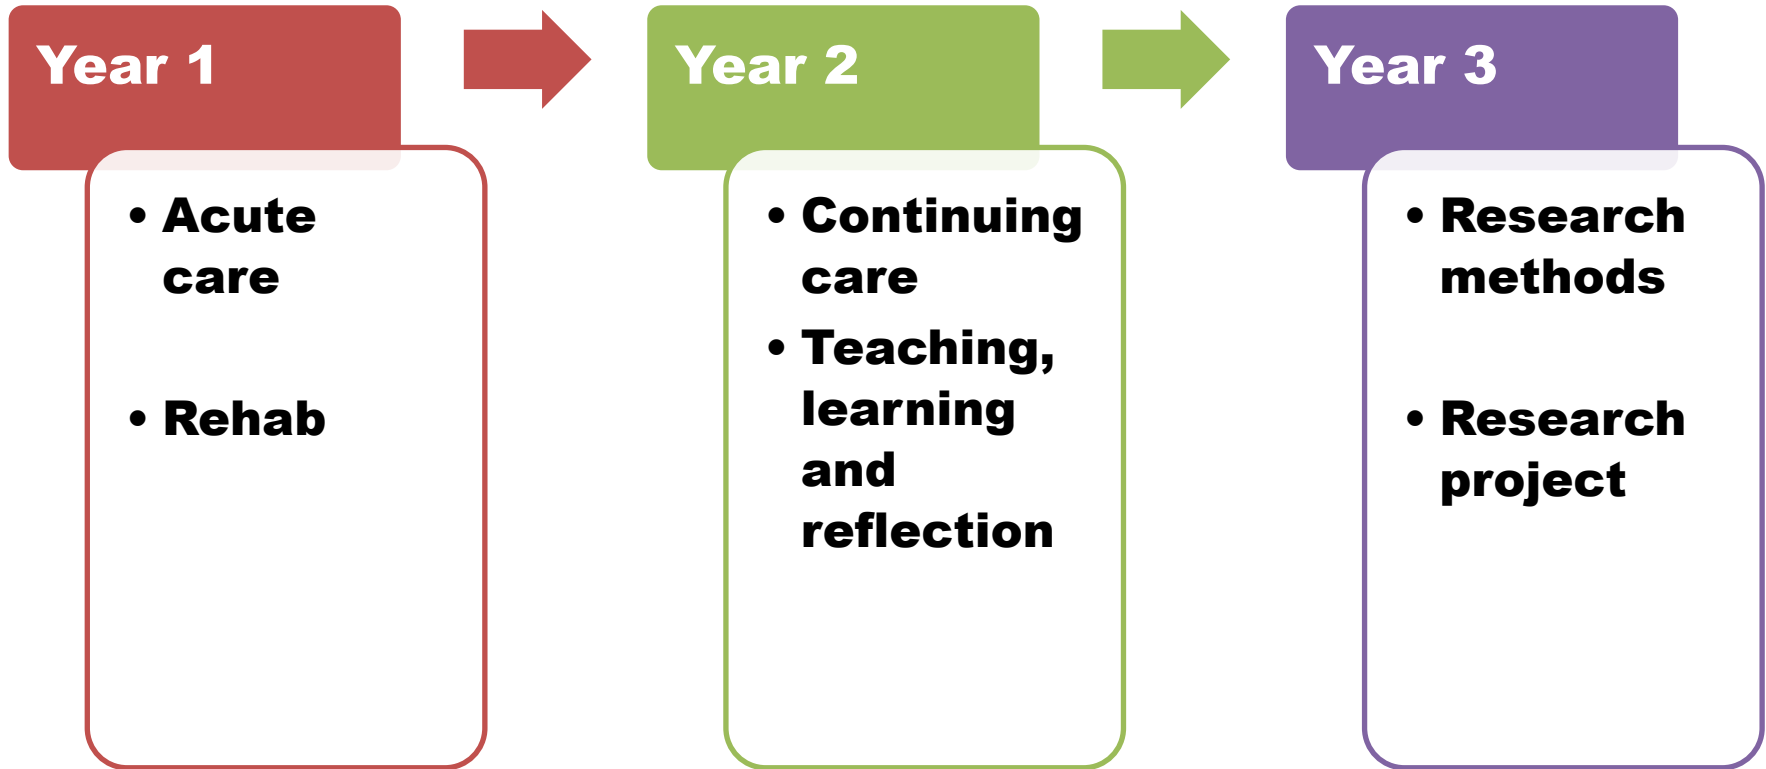 Year 1
• Acute
care
• Rehab
Year 2
• Continuing
care
• Teaching,
learning
and
reflection
Year 3
• Research
methods
• Research
project